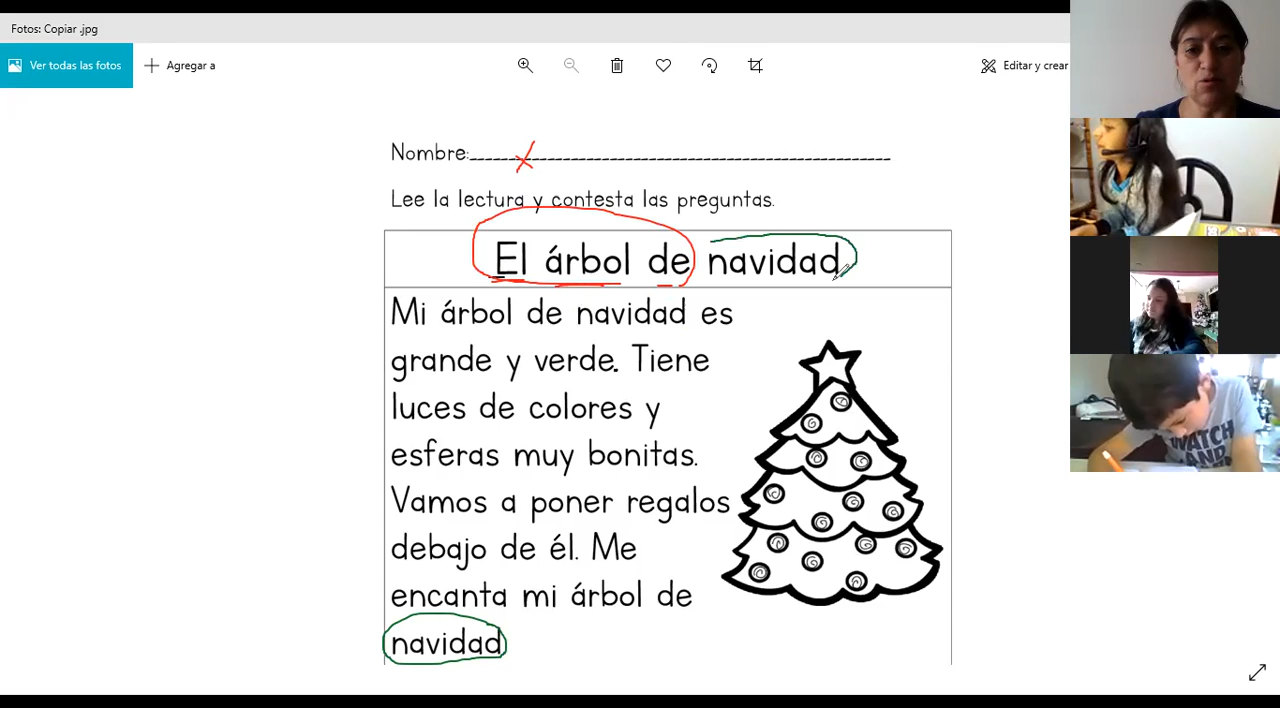 Fotos: Copiar .jpg
Ver todas las fotos
Agregar a
Editar y crear
Nombre:
Lee la lectura y contesta las preguntas.
El árbol de navidad
Mi árbol de navidad es
grande y verde. Tiene
luces de colores y
esferas muy bonitas.
Vamos a poner regalos
debajo de él. Me
encanta mi árbol de
navidad
WATCH
AND